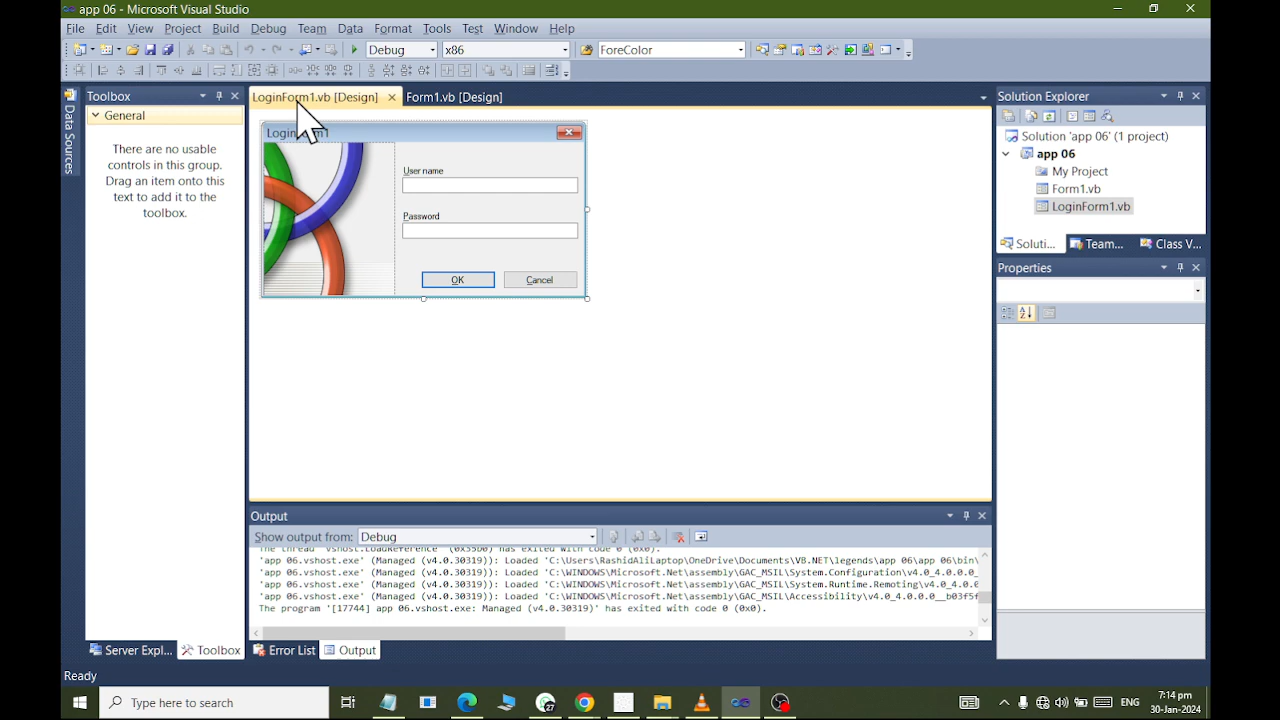 app 06 - Microsoft Visual Studio
File Edit View Project Build Debug Team Data Format Tools Test Window Help
Debug x86 ForeColor
Toolbox
LoginForm1.vb [Design] Form1.vb [Design]
Solution Explorer
Data Sources
General
There are no usable
controls in this group.
Drag an item onto this
text to add it to the
toolbox.
User name
Password
OK Cancel
Solution 'app 06' (1 project)
app 06
My Project
Form1.vb
LoginForm1.vb
Soluti... Team... Class V...
Properties
Output
Show output from: Debug
'app 06.vshost.exe' (Managed (v4.0.30319)): Loaded 'C:\Users\RashidAliLaptop\OneDrive\Documents\VB.NET\legends\app 06\app 06\bin\
'app 06.vshost.exe' (Managed (v4.0.30319)): Loaded 'C:\WINDOWS\Microsoft.Net\assembly\GAC_MSIL\System.Configuration\v4.0_4.0.0.0_
'app 06.vshost.exe' (Managed (v4.0.30319)): Loaded 'C:\WINDOWS\Microsoft.Net\assembly\GAC_MSIL\System.Runtime.Remoting\v4.0_4.0.0
'app 06.vshost.exe' (Managed (v4.0.30319)): Loaded 'C:\WINDOWS\Microsoft.Net\assembly\GAC_MSIL\Accessibility\v4.0_4.0.0.0__b03f5f
The program '[17744] app 06.vshost.exe: Managed (v4.0.30319)' has exited with code 0 (0x0).
Server Expl... Toolbox Error List Output
Ready
Type here to search
ENG
7:14 pm
30-Jan-2024